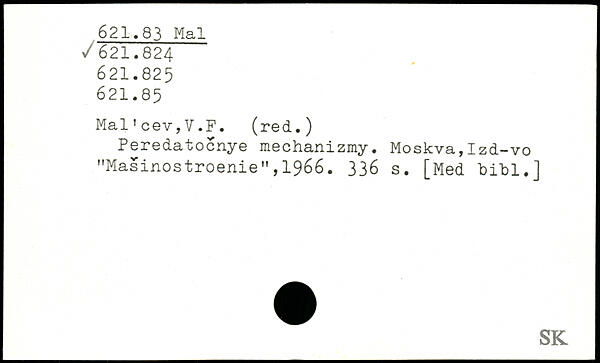 621.83 Mal
✓621.824
621.825
621.85
Mal'cev,V.F. (red.)
Peredatočnye mechanizmy. Moskva,Izd-vo
"Mašinostroenie",1966. 336 s. [Med bibl.]
SK